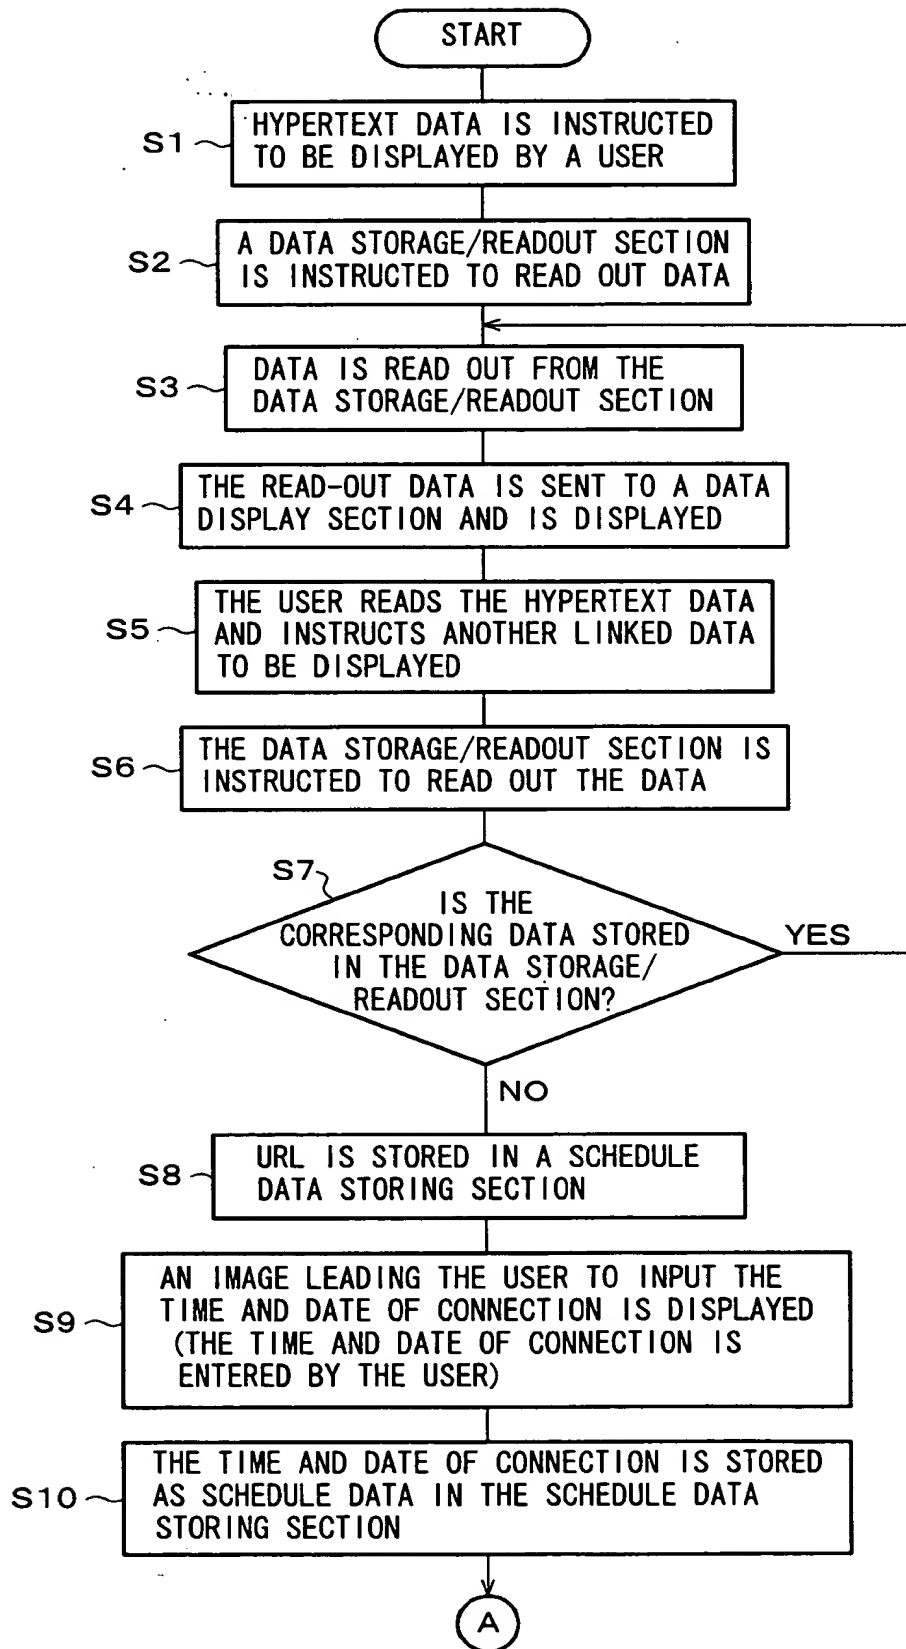 START
S1
HYPERTEXT DATA IS INSTRUCTED
TO BE DISPLAYED BY A USER
S2
A DATA STORAGE/READOUT SECTION
IS INSTRUCTED TO READ OUT DATA
S3
DATA IS READ OUT FROM THE
DATA STORAGE/READOUT SECTION
S4
THE READ-OUT DATA IS SENT TO A DATA
DISPLAY SECTION AND IS DISPLAYED
S5
THE USER READS THE HYPERTEXT DATA
AND INSTRUCTS ANOTHER LINKED DATA
TO BE DISPLAYED
S6
THE DATA STORAGE/READOUT SECTION IS
INSTRUCTED TO READ OUT THE DATA
S7
IS THE
CORRESPONDING DATA STORED
IN THE DATA STORAGE/
READOUT SECTION?
YES
NO
S8
URL IS STORED IN A SCHEDULE
DATA STORING SECTION
S9
AN IMAGE LEADING THE USER TO INPUT THE
TIME AND DATE OF CONNECTION IS DISPLAYED
(THE TIME AND DATE OF CONNECTION IS
ENTERED BY THE USER)
S10
THE TIME AND DATE OF CONNECTION IS STORED
AS SCHEDULE DATA IN THE SCHEDULE DATA
STORING SECTION
A